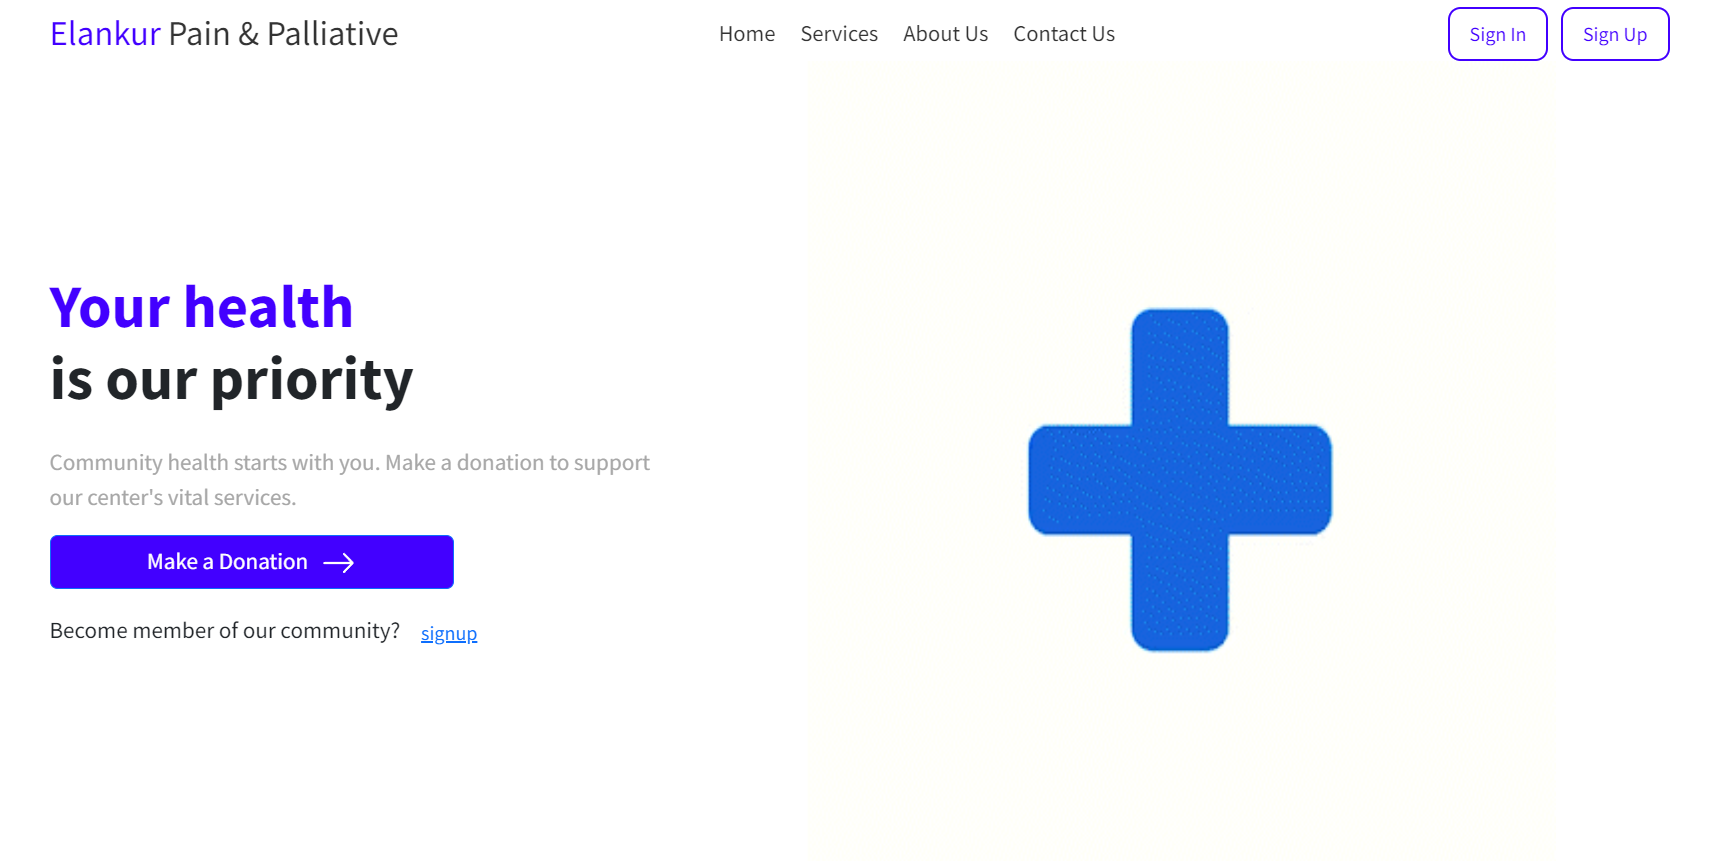 Elankur Pain & Palliative
Home Services About Us Contact Us
Sign In Sign Up
Your health
is our priority
Community health starts with you. Make a donation to support
our center's vital services.
Make a Donation →
Become member of our community? signup